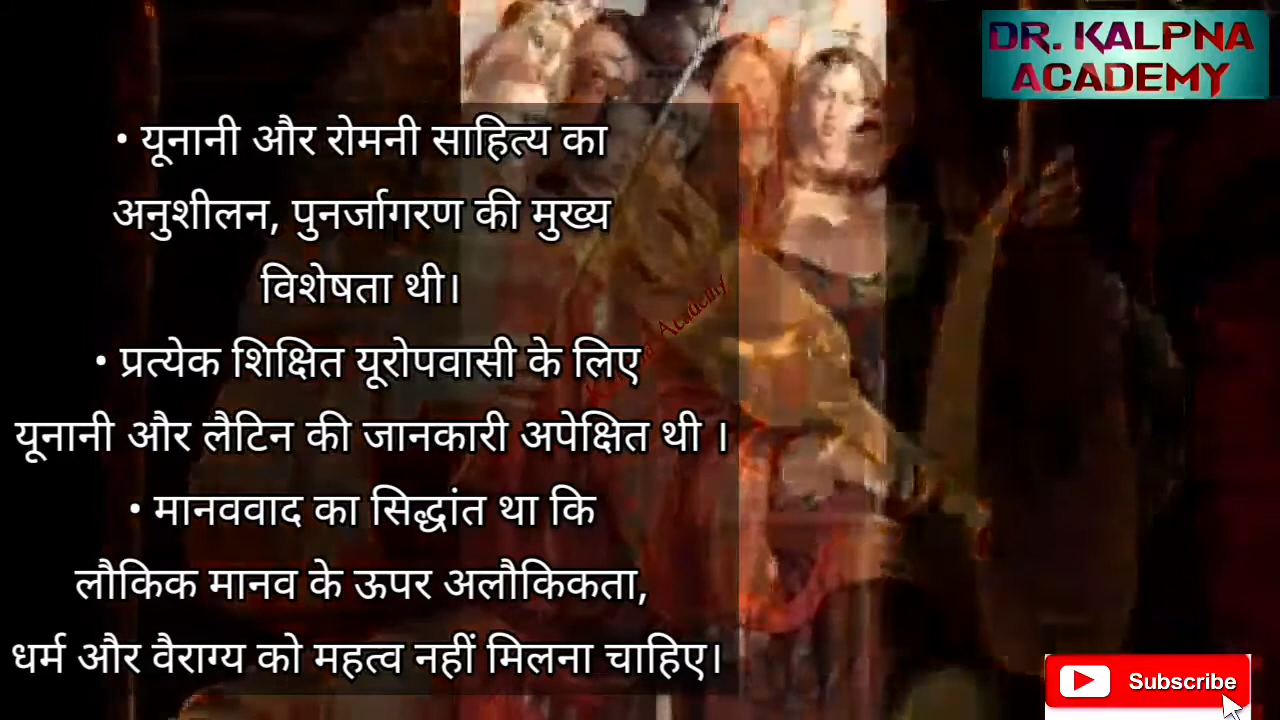 DR. KALPNA
ACADEMY
• यूनानी और रोमनी साहित्य का
अनुशीलन, पुनर्जागरण की मुख्य
विशेषता थी।
• प्रत्येक शिक्षित यूरोपवासी के लिए
यूनानी और लैटिन की जानकारी अपेक्षित थी ।
• मानववाद का सिद्धांत था कि
लौकिक मानव के ऊपर अलौकिकता,
धर्म और वैराग्य को महत्व नहीं मिलना चाहिए।
Academy
Subscribe